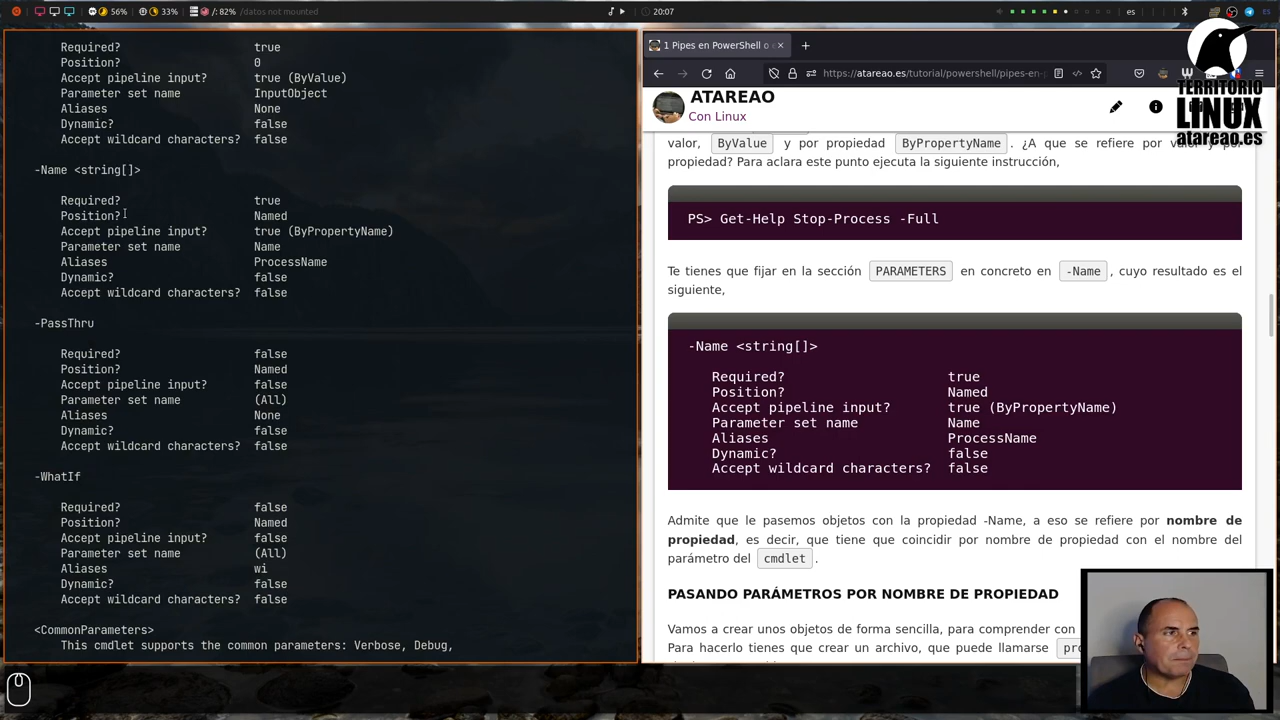 56%
33%
/: 82%
/datos not mounted
20:07
es
ES
Required? true
Position? 0
Accept pipeline input? true (ByValue)
Parameter set name InputObject
Aliases None
Dynamic? false
Accept wildcard characters? false
-Name <string[]>
Required? true
Position? Named
Accept pipeline input? true (ByPropertyName)
Parameter set name Name
Aliases ProcessName
Dynamic? false
Accept wildcard characters? false
-PassThru
Required? false
Position? Named
Accept pipeline input? false
Parameter set name (All)
Aliases None
Dynamic? false
Accept wildcard characters? false
-WhatIf
Required? false
Position? Named
Accept pipeline input? false
Parameter set name (All)
Aliases wi
Dynamic? false
Accept wildcard characters? false
<CommonParameters>
This cmdlet supports the common parameters: Verbose, Debug,
1 Pipes en PowerShell o
https://atareao.es/tutorial/powershell/pipes-en-p
TERRITORIO
LINUX
atareao.es
ATAREAO
Con Linux
valor, ByValue y por propiedad ByPropertyName . ¿A que se refiere por valor y por
propiedad? Para aclara este punto ejecuta la siguiente instrucción,
PS> Get-Help Stop-Process -Full
Te tienes que fijar en la sección PARAMETERS en concreto en -Name , cuyo resultado es el
siguiente,
-Name <string[]>
Required? true
Position? Named
Accept pipeline input? true (ByPropertyName)
Parameter set name Name
Aliases ProcessName
Dynamic? false
Accept wildcard characters? false
Admite que le pasemos objetos con la propiedad -Name, a eso se refiere por nombre de
propiedad, es decir, que tiene que coincidir por nombre de propiedad con el nombre del
parámetro del cmdlet .
PASANDO PARÁMETROS POR NOMBRE DE PROPIEDAD
Vamos a crear unos objetos de forma sencilla, para comprender con
Para hacerlo tienes que crear un archivo, que puede llamarse